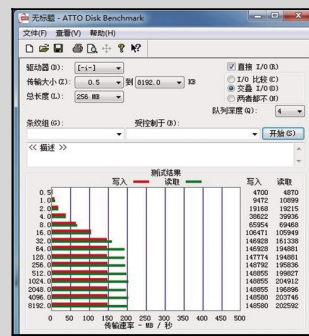 无标题 - ATTO Disk Benchmark
文件(F) 查看(V) 帮助(H)
驱动器(D): [-i-] 直接 I/O(R)
传输大小(Z): 0.5 到 8192.0 KB I/O 比较(C)
交叠 I/O(O)
总长度(L): 256 MB 两者都不(N)
队列深度(Q): 4
条纹组(G): 受控制于(B): 开始(S)
<< 描述 >>
测试结果
写入 读取 写入 读取
0.5 4700 4870
1.0 9472 10899
2.0 19168 19215
4.0 38622 39936
8.0 65954 69468
16.0 106471 105949
32.0 146928 161338
64.0 146928 194881
128.0 147774 194881
256.0 148792 195836
512.0 148855 199827
1024.0 148855 204912
2048.0 148855 196896
4096.0 148580 203746
8192.0 148580 202592
0 50 100 150 200 250 300 350 400 450 500
传输速率 - MB / 秒